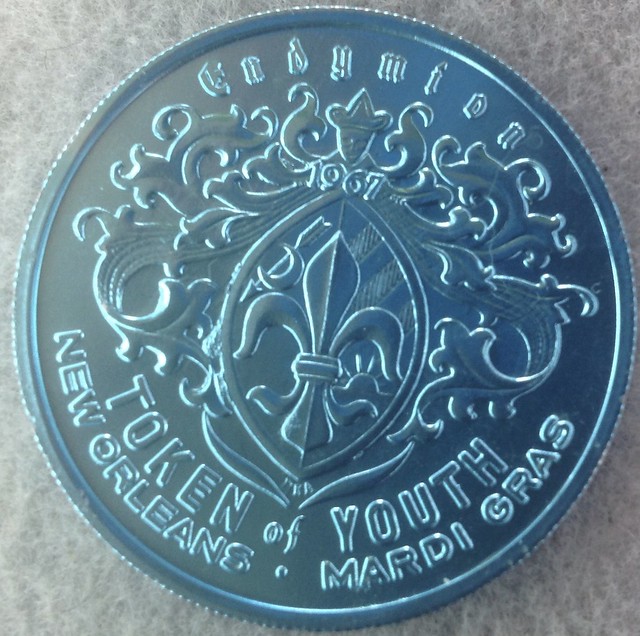 Endymion
1967
TOKEN of YOUTH
NEW ORLEANS . MARDI GRAS